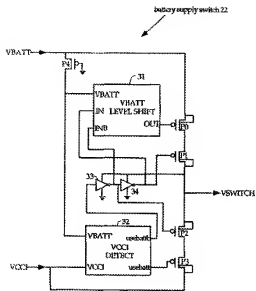 battery supply switch 22
VBATT
P4
31
VBATT
IN
INB
VBATT
LEVEL SHIFT
OUT
P0
P1
33
34
VSWITCH
32
P2
VBATT
usebatt
VCCI
DETECT
VCCI
VCCI
usebattb
P3